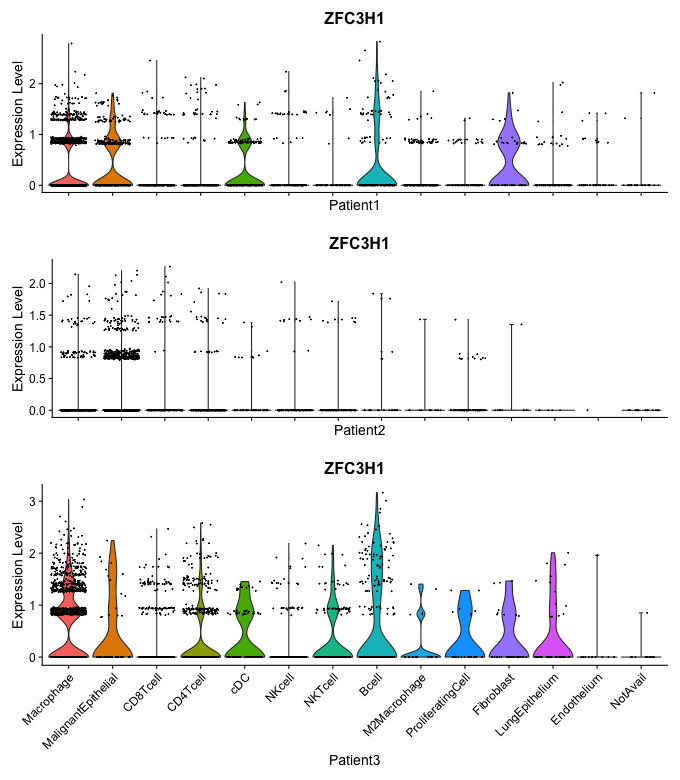 ZFC3H1
Expression Level
2
1
0
Patient1
ZFC3H1
Expression Level
2.0
1.5
1.0
0.5
0.0
Patient2
ZFC3H1
Expression Level
3
2
1
0
Macrophage
MalignantEpithelial
CD8Tcell
CD4Tcell
cDC
NKcell
NKTcell
Bcell
M2Macrophage
ProliferatingCell
Fibroblast
LungEpithelium
Endothelium
NotAvail
Patient3